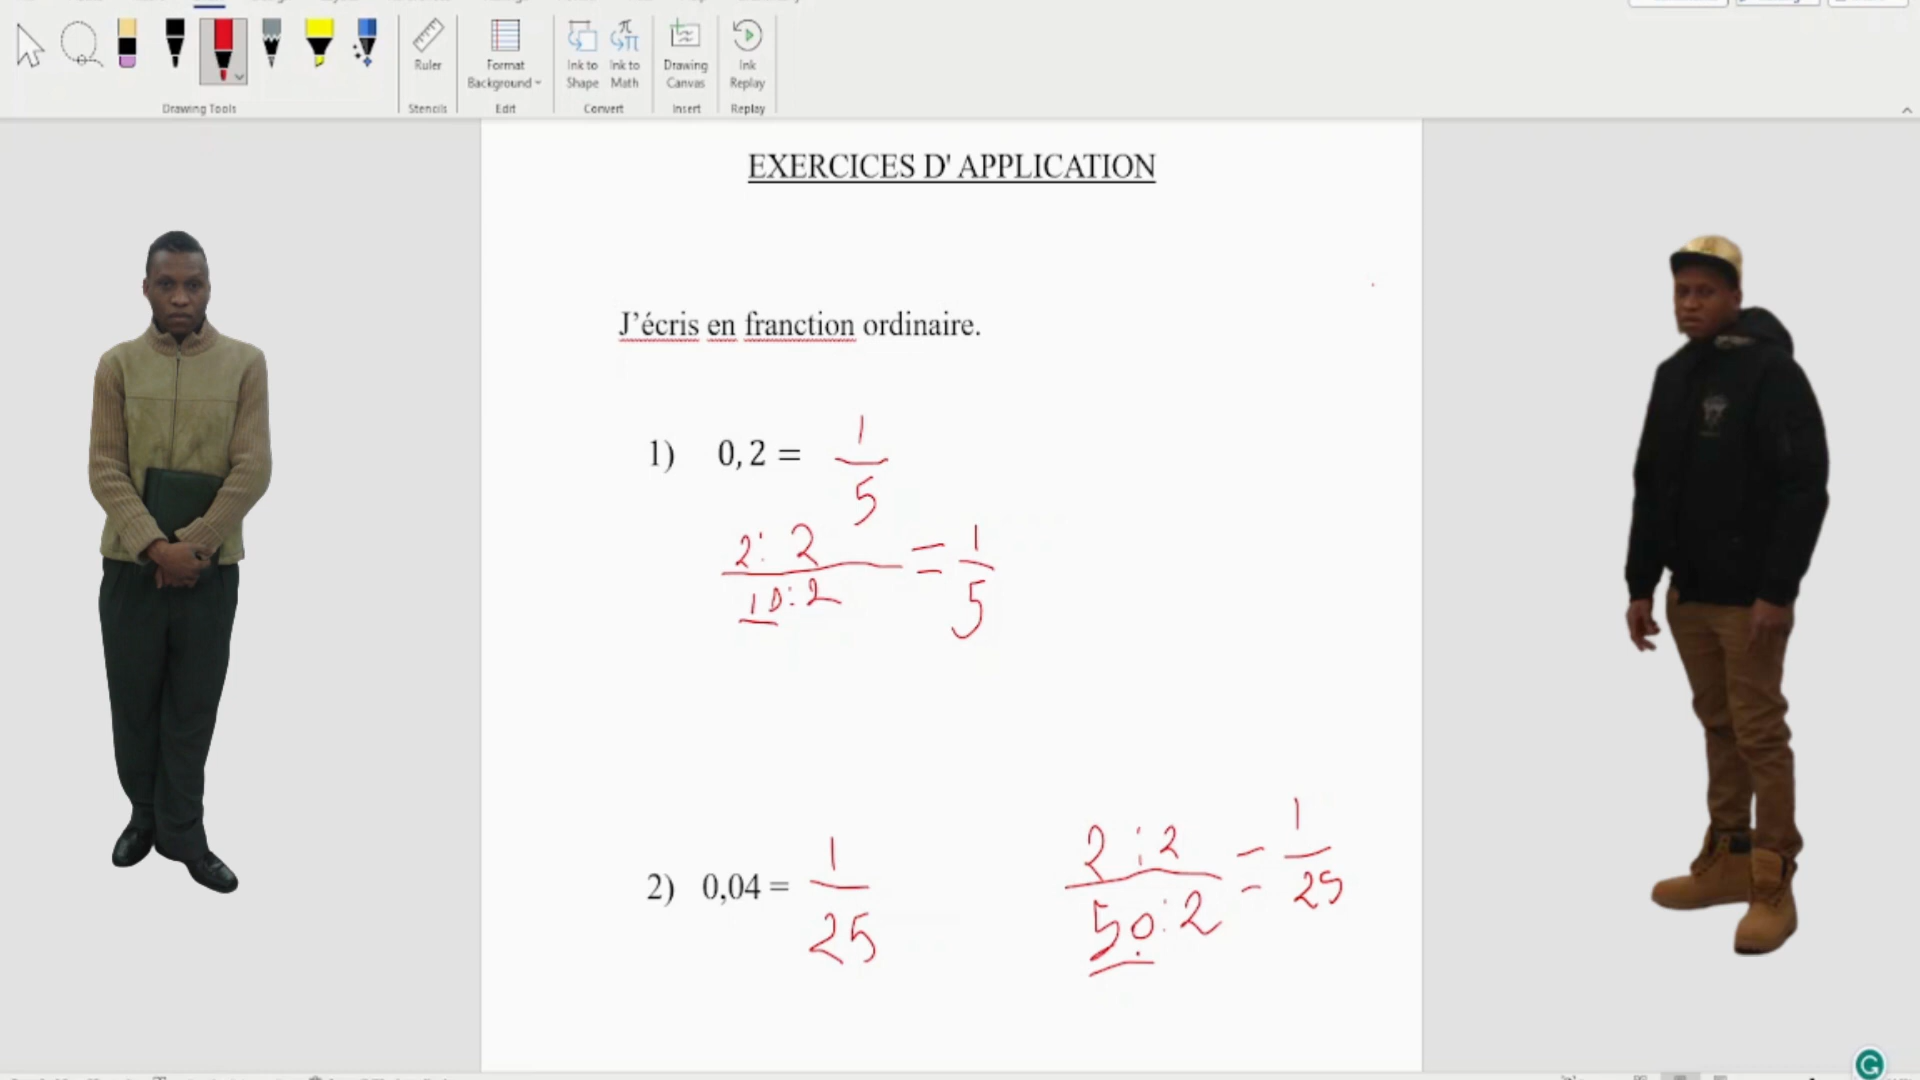 Ruler
Format Background
Ink to Shape
Ink to Math
Drawing Canvas
Ink Replay
Drawing Tools
Stencils
Edit
Convert
Insert
Replay
EXERCICES D' APPLICATION
J'écris en franction ordinaire.
1) 0, 2 = 1/5
2 : 2 / 10 : 2 = 1/5
2) 0,04 = 1/25
2 : 2 / 50 : 2 = 1/25
G